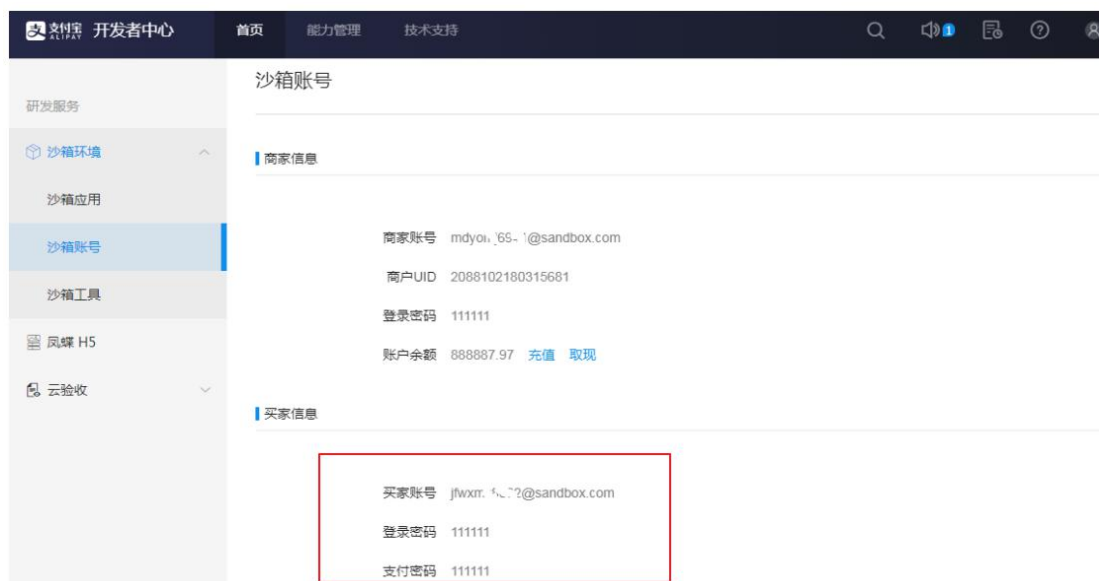 支付宝 ALIPAY 开发者中心 首页 能力管理 技术支持 1
沙箱账号
研发服务
沙箱环境
商家信息
沙箱应用
商家账号 @sandbox.com
沙箱账号
商户UID 2088102180315681
沙箱工具
登录密码 111111
凤蝶 H5
账户余额 888887.97 充值 取现
云验收
买家信息
买家账号 @sandbox.com
登录密码 111111
支付密码 111111